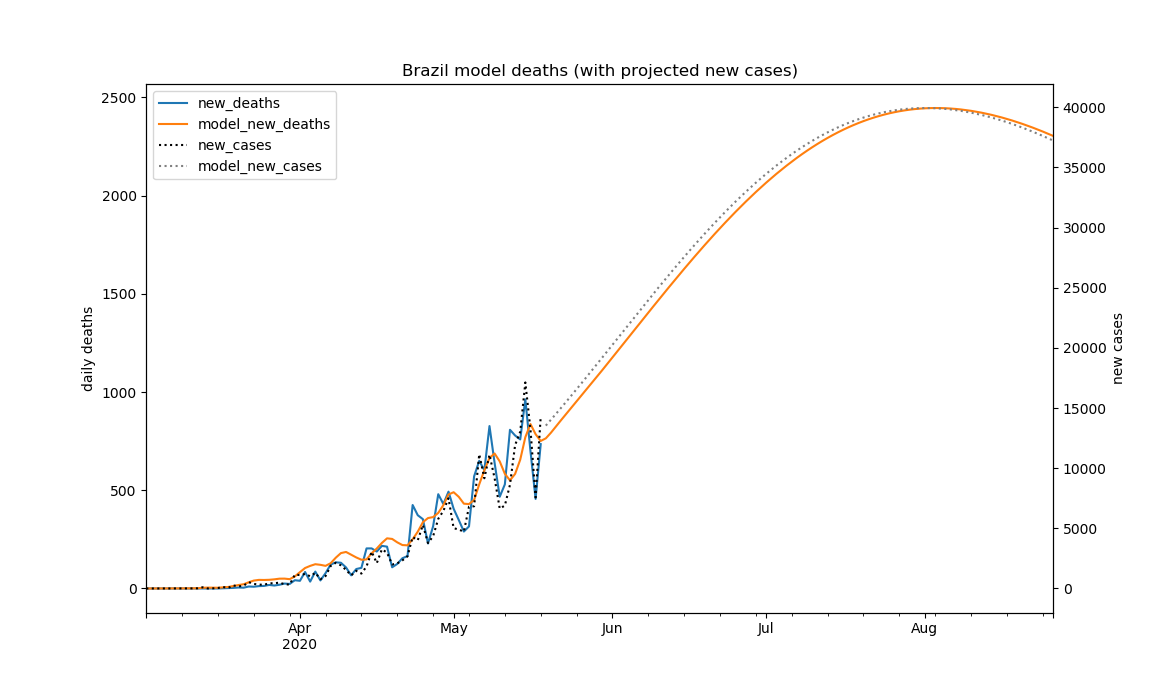 Brazil model deaths (with projected new cases)
new_deaths
model_new_deaths
new_cases
model_new_cases
2500
2000
1500
1000
500
0
daily deaths
40000
35000
30000
25000
20000
15000
10000
5000
0
new cases
Apr
2020
May
Jun
Jul
Aug